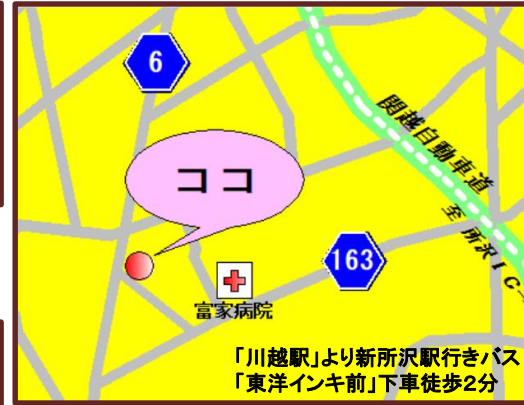 6
関越自動車道
ココ
至 所沢IC
163
富家病院
「川越駅」より新所沢駅行きバス
「東洋インキ前」下車徒歩2分